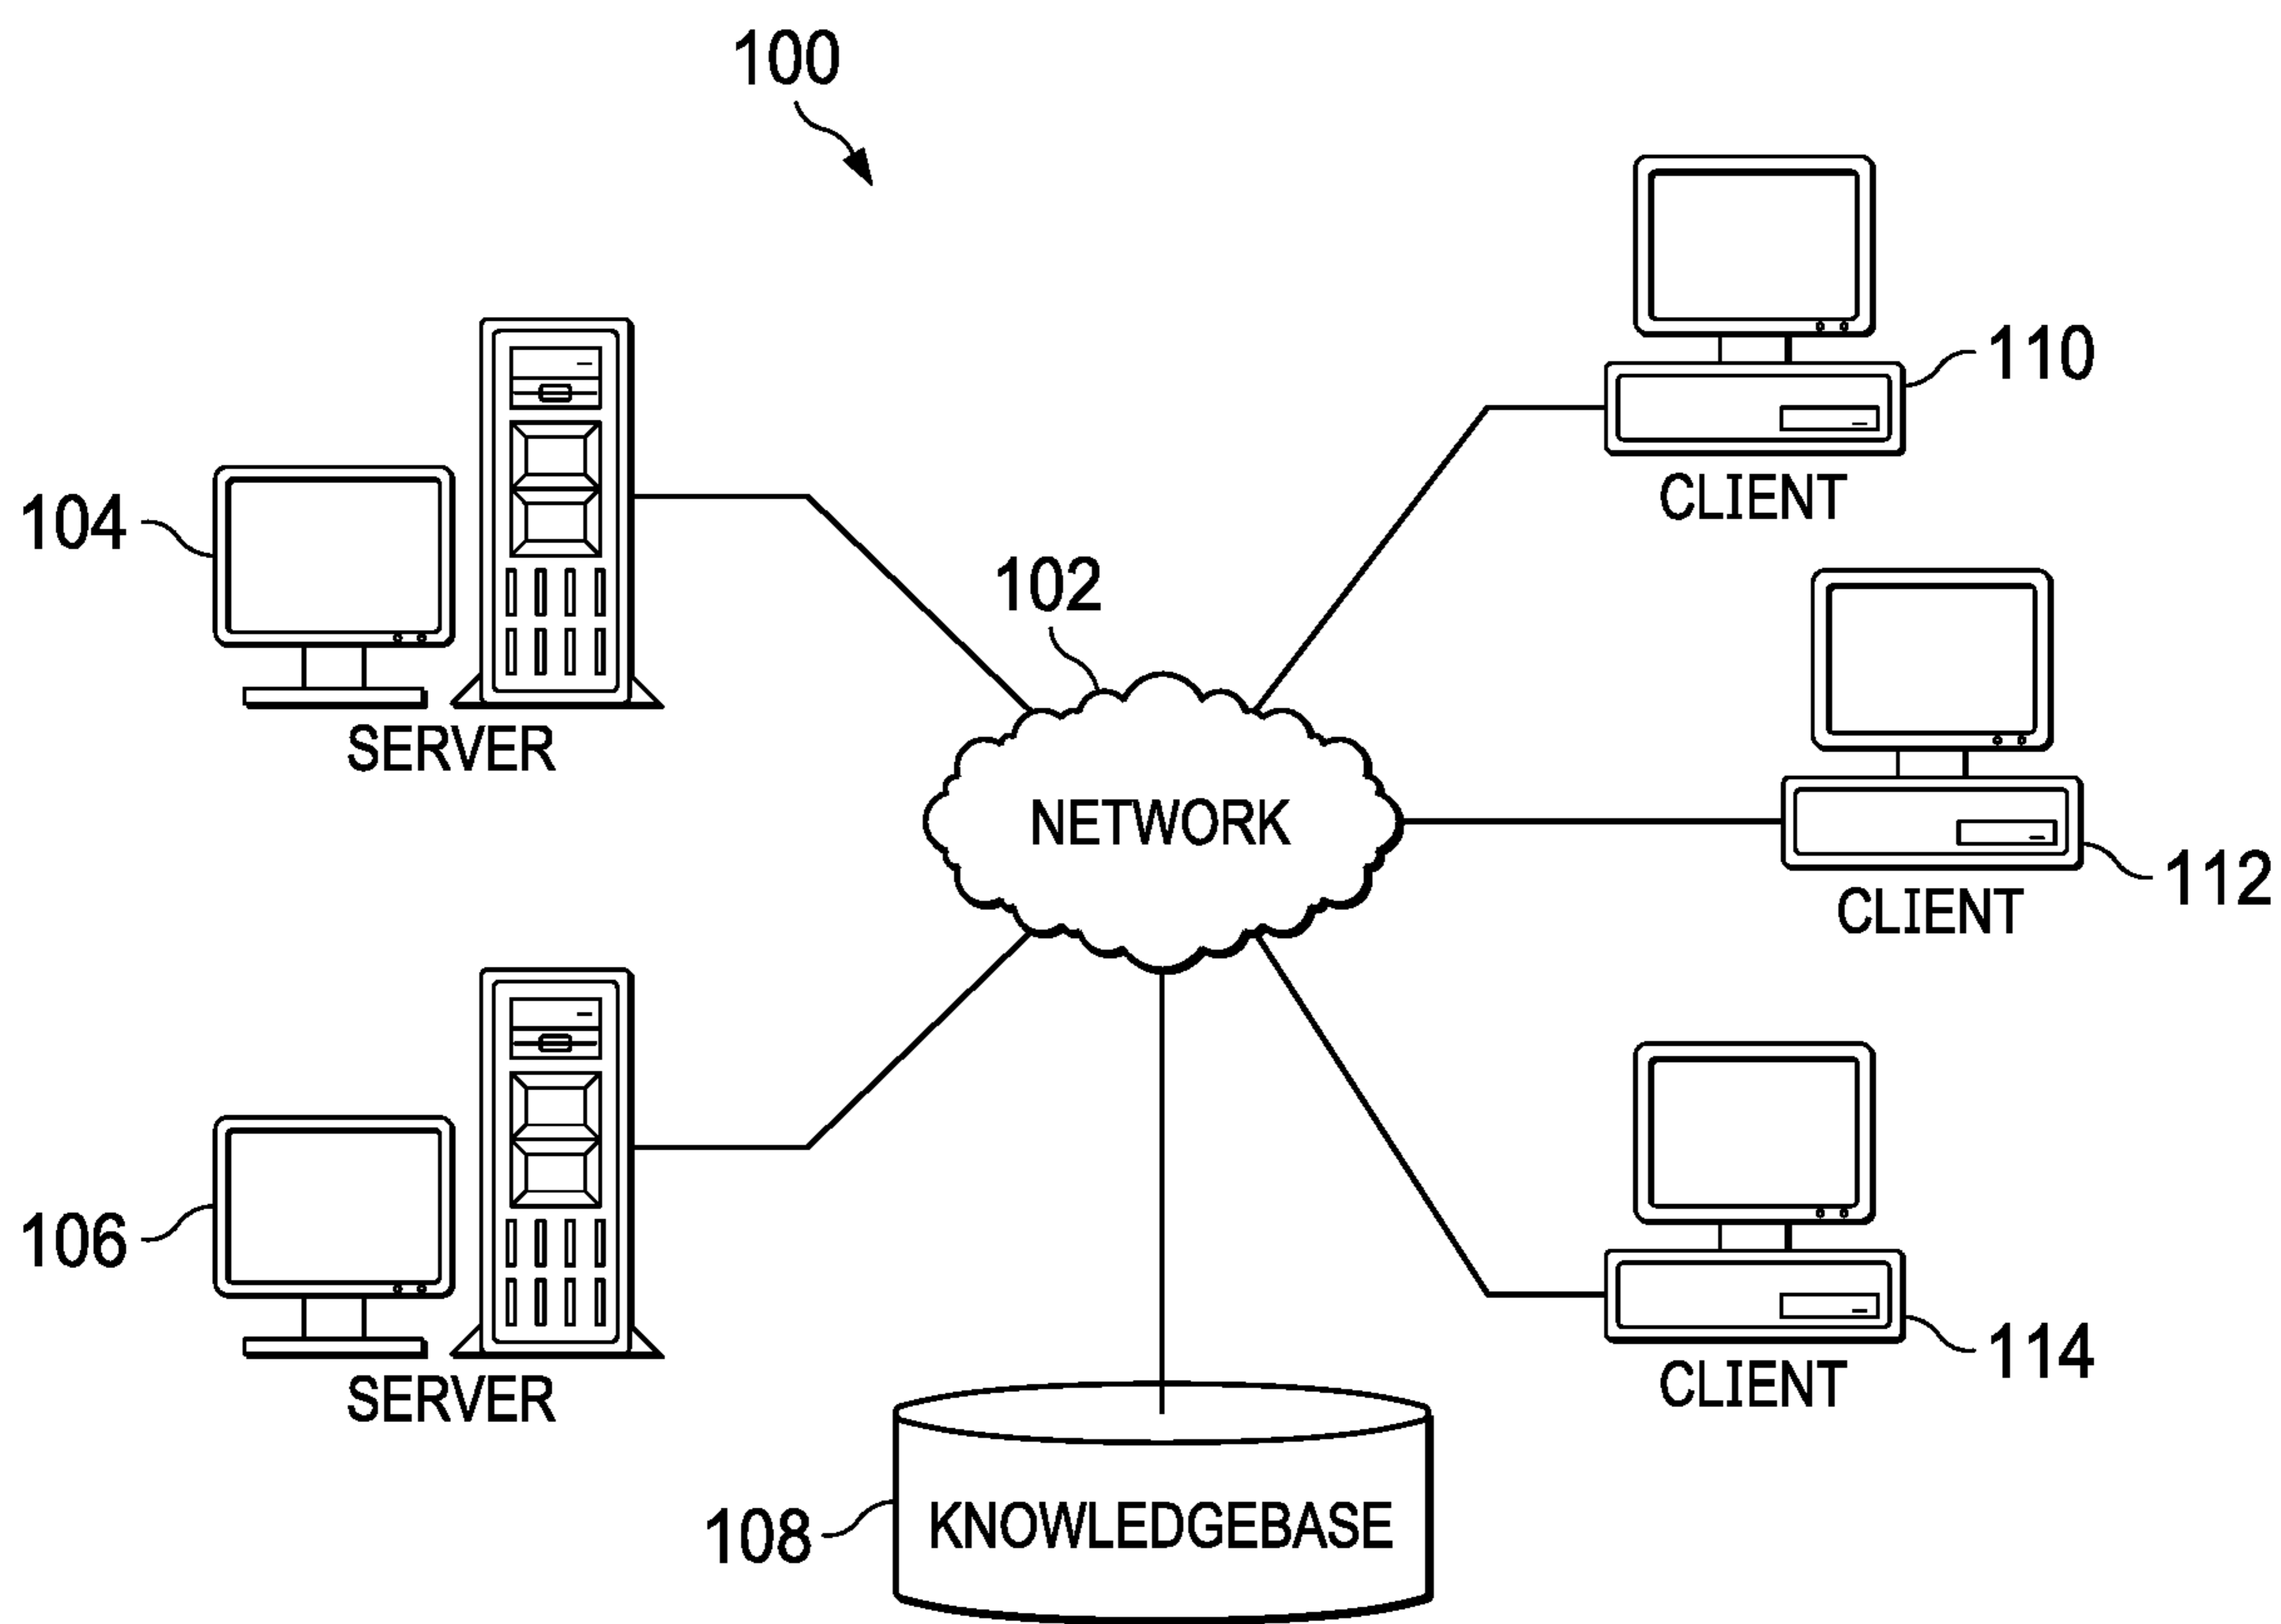 100
110
CLIENT
104
SERVER
102
NETWORK
112
CLIENT
106
SERVER
114
CLIENT
108
KNOWLEDGEBASE